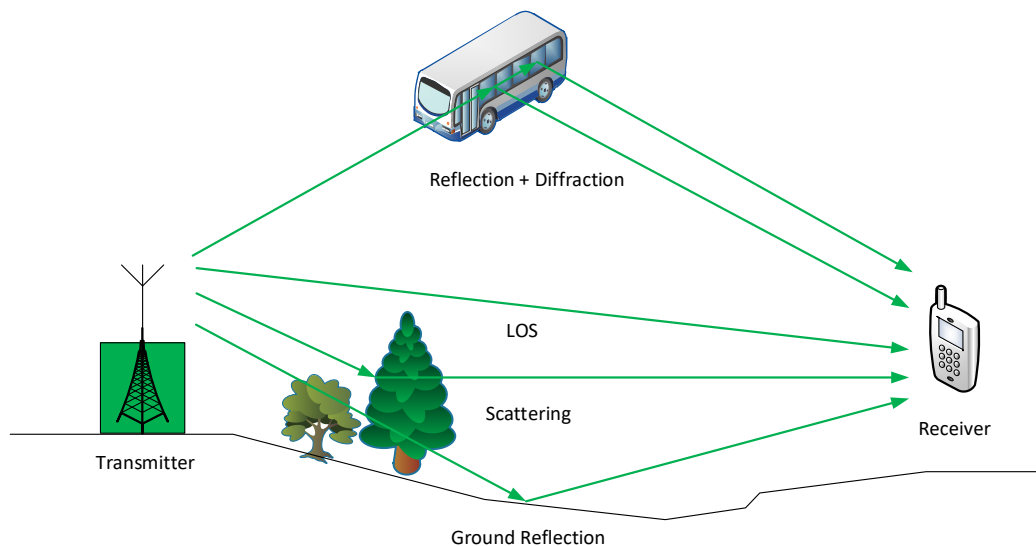 Reflection + Diffraction
LOS
Scattering
Receiver
Transmitter
Ground Reflection